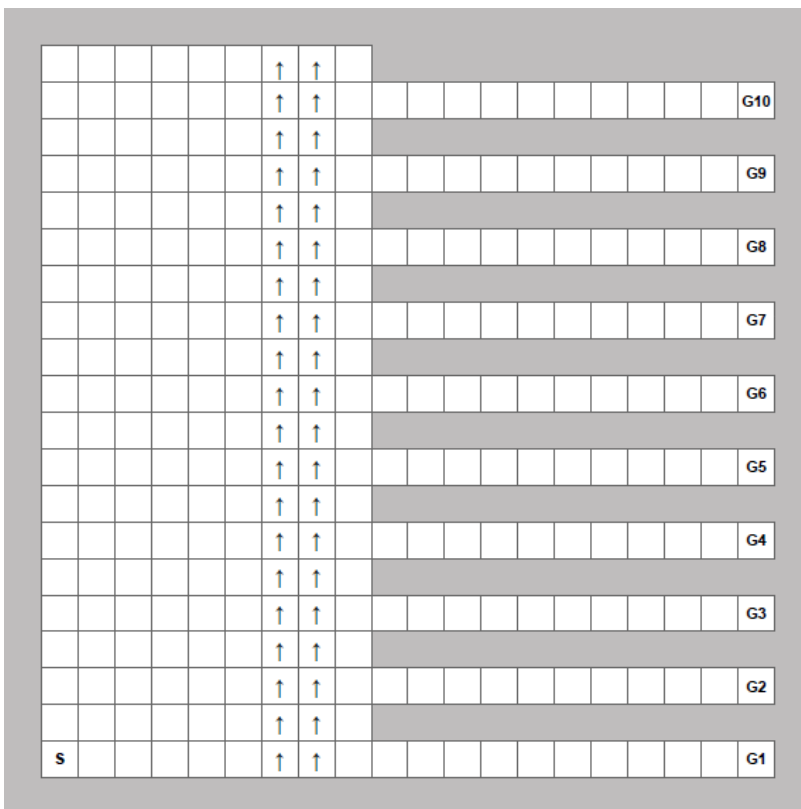 ↑ ↑
↑ ↑ G10
↑ ↑
↑ ↑ G9
↑ ↑
↑ ↑ G8
↑ ↑
↑ ↑ G7
↑ ↑
↑ ↑ G6
↑ ↑
↑ ↑ G5
↑ ↑
↑ ↑ G4
↑ ↑
↑ ↑ G3
↑ ↑
↑ ↑ G2
↑ ↑
S ↑ ↑ G1